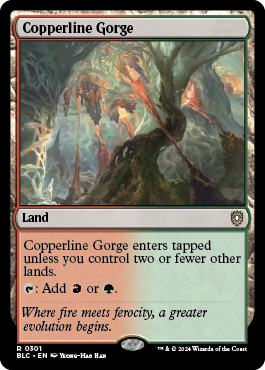 Copperline Gorge
Land
Copperline Gorge enters tapped
unless you control two or fewer other
lands.
: Add or .
Where fire meets ferocity, a greater
evolution begins.
R 0301
BLC • EN Yeong-Hao Han
™ & © 2024 Wizards of the Coast